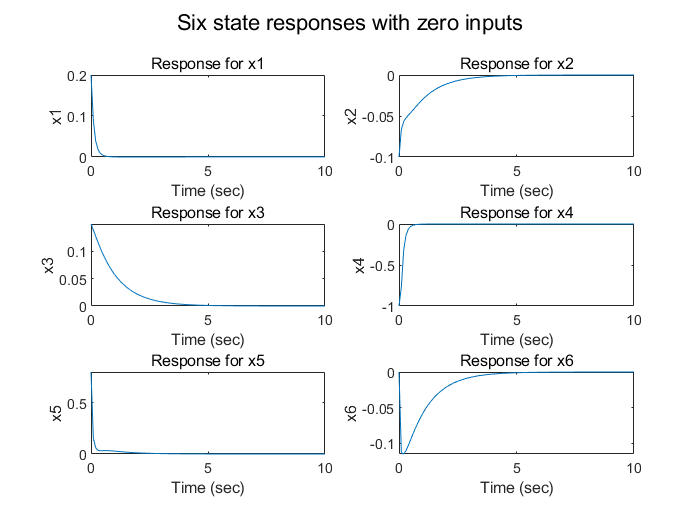 Six state responses with zero inputs
Response for x1
0.2
0.1
0
x1
0 5 10
Time (sec)
Response for x2
0
-0.05
-0.1
x2
0 5 10
Time (sec)
Response for x3
0.1
0.05
0
x3
0 5 10
Time (sec)
Response for x4
0
-0.5
-1
x4
0 5 10
Time (sec)
Response for x5
0.5
0
x5
0 5 10
Time (sec)
Response for x6
0
-0.05
-0.1
x6
0 5 10
Time (sec)